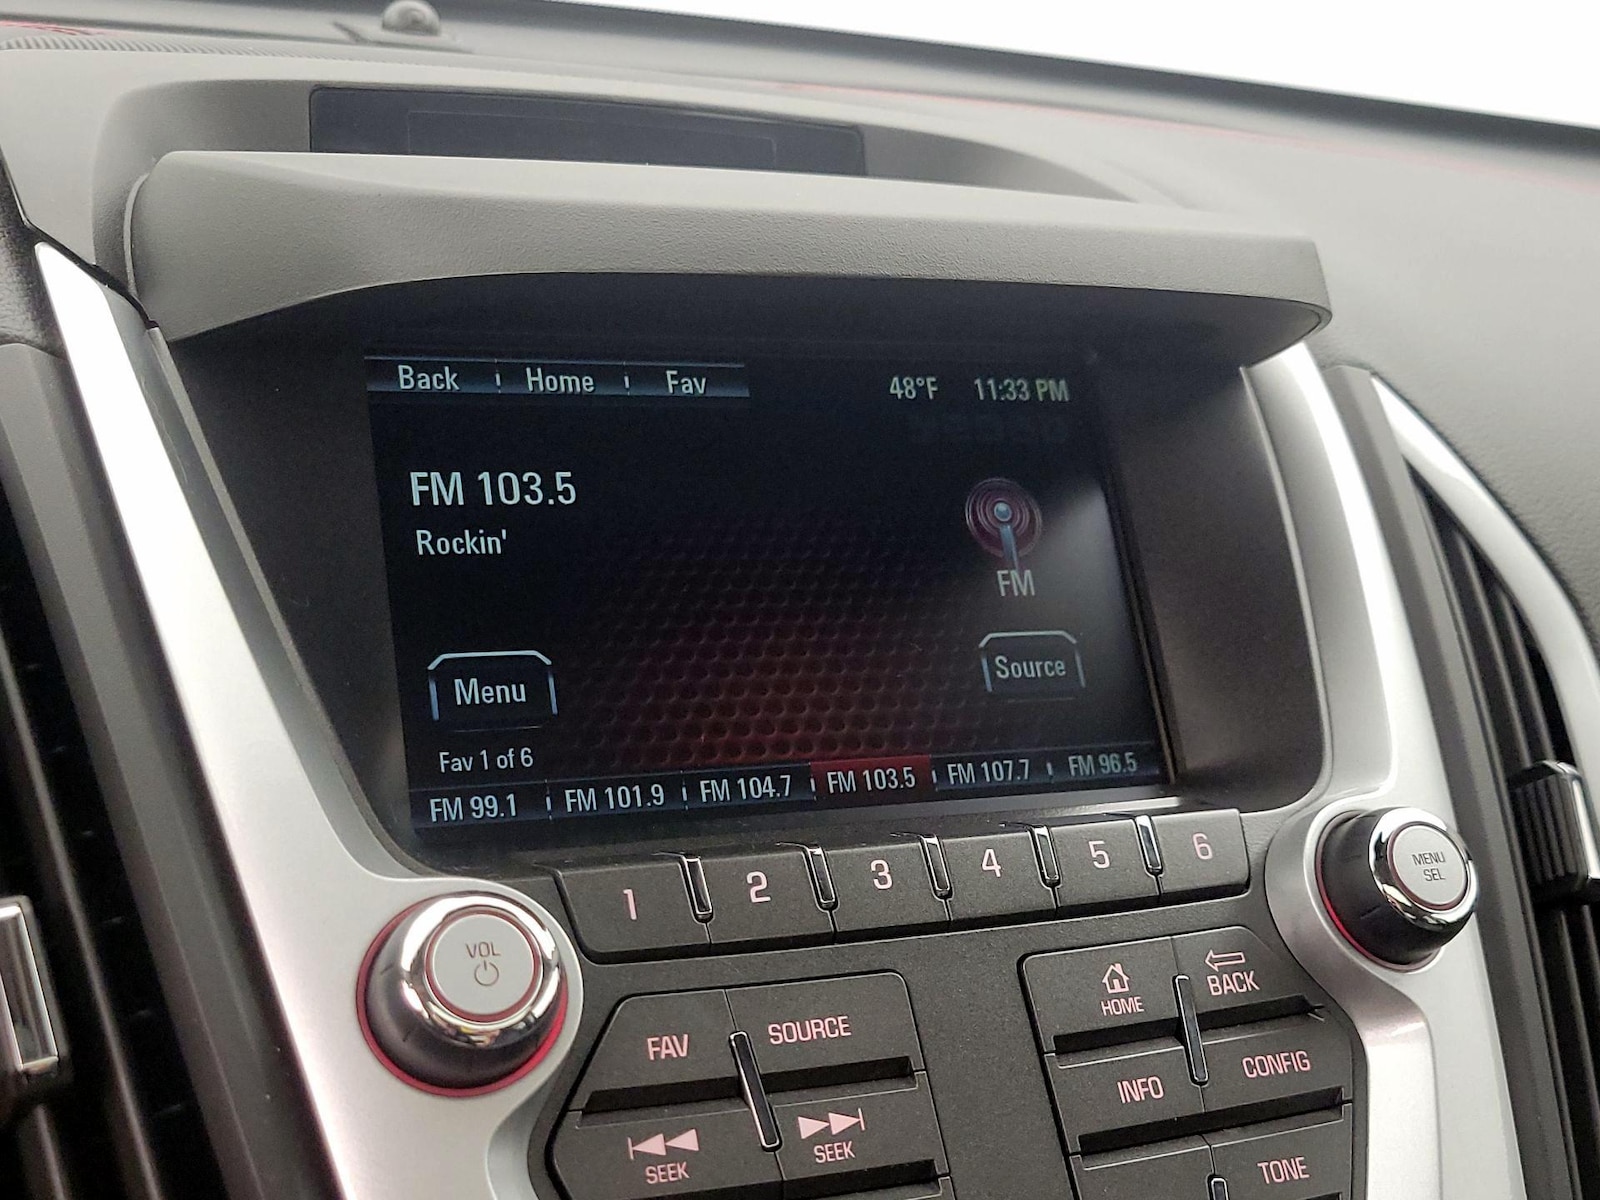 Back Home Fav 48°F 11:33 PM
FM 103.5
Rockin'
FM
Menu
Source
Fav 1 of 6
FM 99.1 FM 101.9 FM 104.7 FM 103.5 FM 107.7 FM 96.5
1 2 3 4 5 6
MENU
SEL
VOL
HOME
BACK
FAV
SOURCE
INFO
CONFIG
SEEK
SEEK
TONE